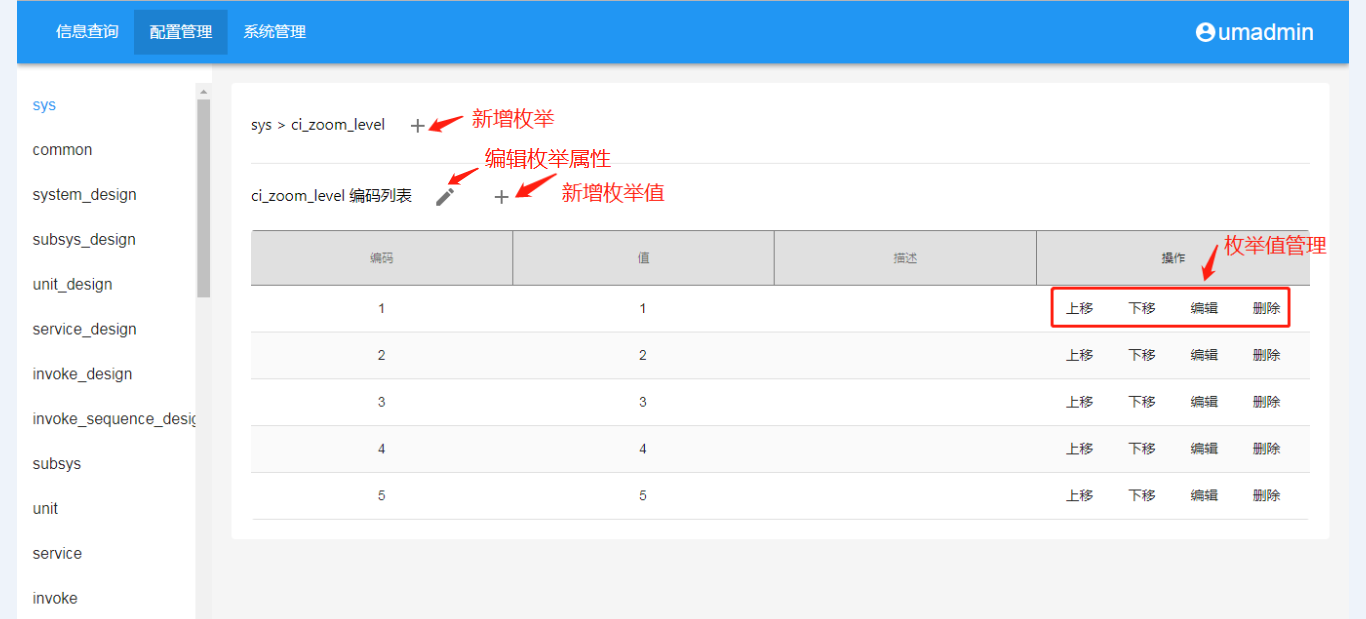 信息查询 配置管理 系统管理 umadmin
sys
common
system_design
subsys_design
unit_design
service_design
invoke_design
invoke_sequence_desig
subsys
unit
service
invoke
sys > ci_zoom_level 新增枚举
编辑枚举属性
ci_zoom_level 编码列表 新增枚举值
枚举值管理
编码 值 描述 操作
1 1 上移 下移 编辑 删除
2 2 上移 下移 编辑 删除
3 3 上移 下移 编辑 删除
4 4 上移 下移 编辑 删除
5 5 上移 下移 编辑 删除